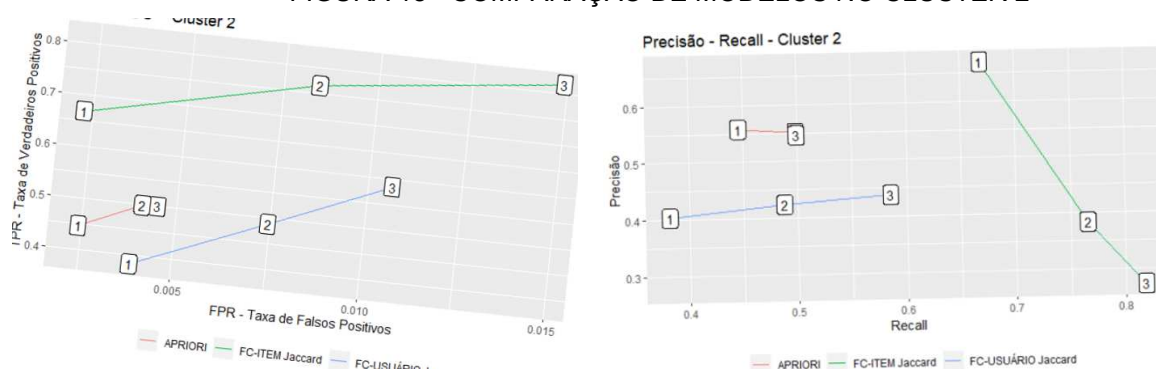 Cluster 2
TPR - Taxa de Verdadeiros Positivos
0.8
0.7
0.6
0.5
0.4
1
2
3
1
2
3
1
2
3
0.005
0.010
0.015
FPR - Taxa de Falsos Positivos
APRIORI
FC-ITEM Jaccard
FC-USUÁRIO
Precisão - Recall - Cluster 2
Precisão
0.6
0.5
0.4
0.3
1
1
3
1
2
3
2
3
0.4
0.5
0.6
0.7
0.8
Recall
APRIORI
FC-ITEM Jaccard
FC-USUÁRIO Jaccard